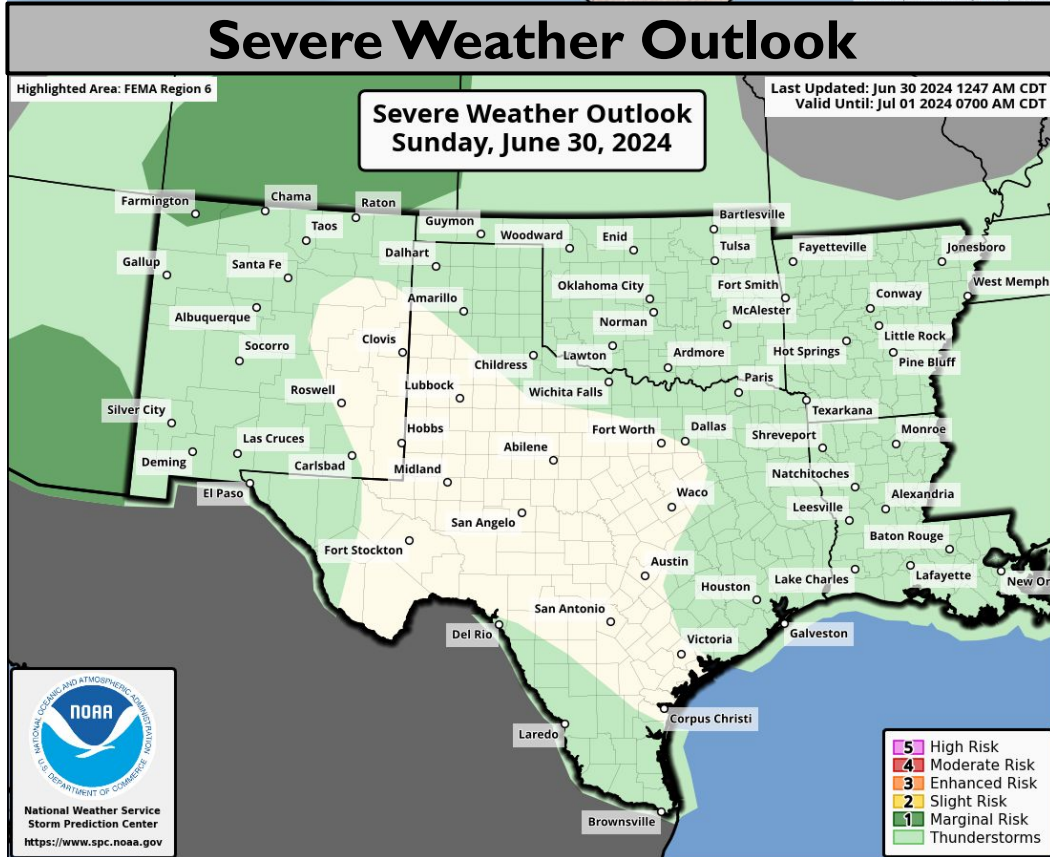 Severe Weather Outlook
Highlighted Area: FEMA Region 6
Last Updated: Jun 30 2024 1247 AM CDT
Valid Until: Jul 01 2024 0700 AM CDT
Severe Weather Outlook
Sunday, June 30, 2024
Farmington
Chama
Raton
Taos
Guymon
Woodward
Enid
Bartlesville
Tulsa
Fayetteville
Jonesboro
Gallup
Santa Fe
Dalhart
Oklahoma City
Fort Smith
West Memph
Albuquerque
Amarillo
Norman
McAlester
Conway
Little Rock
Socorro
Clovis
Childress
Lawton
Ardmore
Hot Springs
Pine Bluff
Roswell
Lubbock
Wichita Falls
Paris
Texarkana
Silver City
Las Cruces
Hobbs
Abilene
Fort Worth
Dallas
Shreveport
Monroe
Deming
Carlsbad
Midland
Natchitoches
El Paso
San Angelo
Waco
Leesville
Alexandria
Fort Stockton
Austin
Baton Rouge
Houston
Lake Charles
Lafayette
New Or
San Antonio
Del Rio
Victoria
Galveston
Laredo
Corpus Christi
Brownsville
NATIONAL OCEANIC AND ATMOSPHERIC ADMINISTRATION
NOAA
U.S. DEPARTMENT OF COMMERCE
National Weather Service
Storm Prediction Center
https://www.spc.noaa.gov
5 High Risk
4 Moderate Risk
3 Enhanced Risk
2 Slight Risk
1 Marginal Risk
Thunderstorms